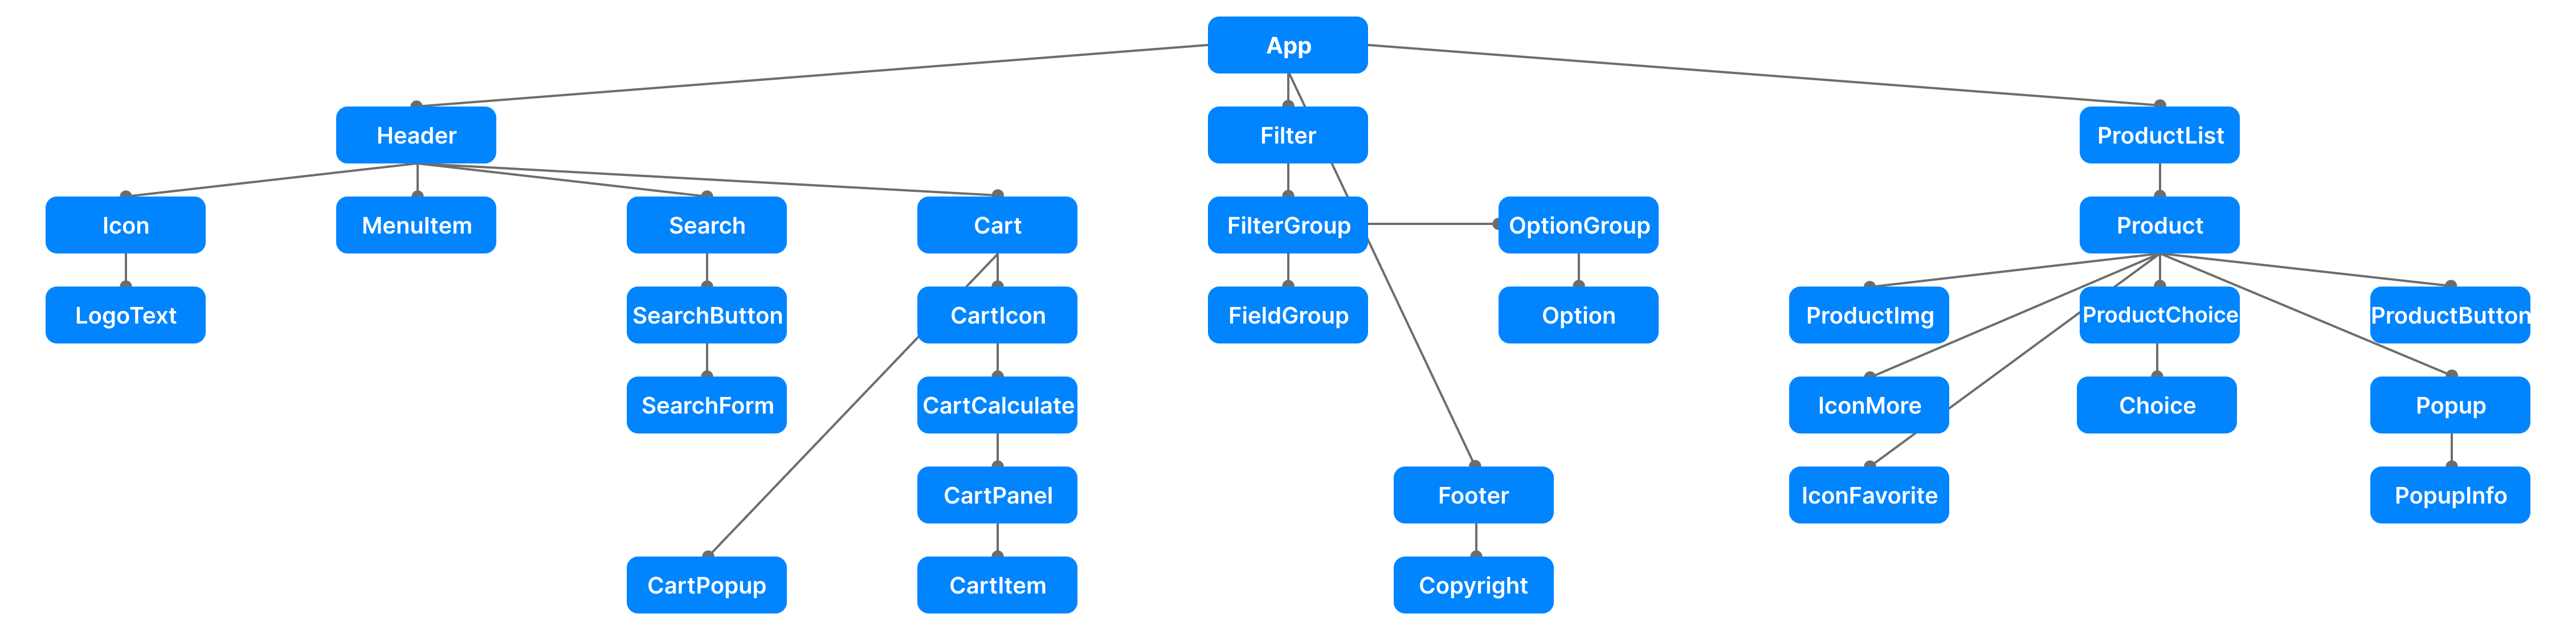 App
Header
Filter
ProductList
Icon
MenuItem
Search
Cart
FilterGroup
OptionGroup
Product
LogoText
SearchButton
CartIcon
FieldGroup
Option
ProductImg
ProductChoice
ProductButton
SearchForm
CartCalculate
IconMore
Choice
Popup
CartPanel
Footer
IconFavorite
PopupInfo
CartPopup
CartItem
Copyright